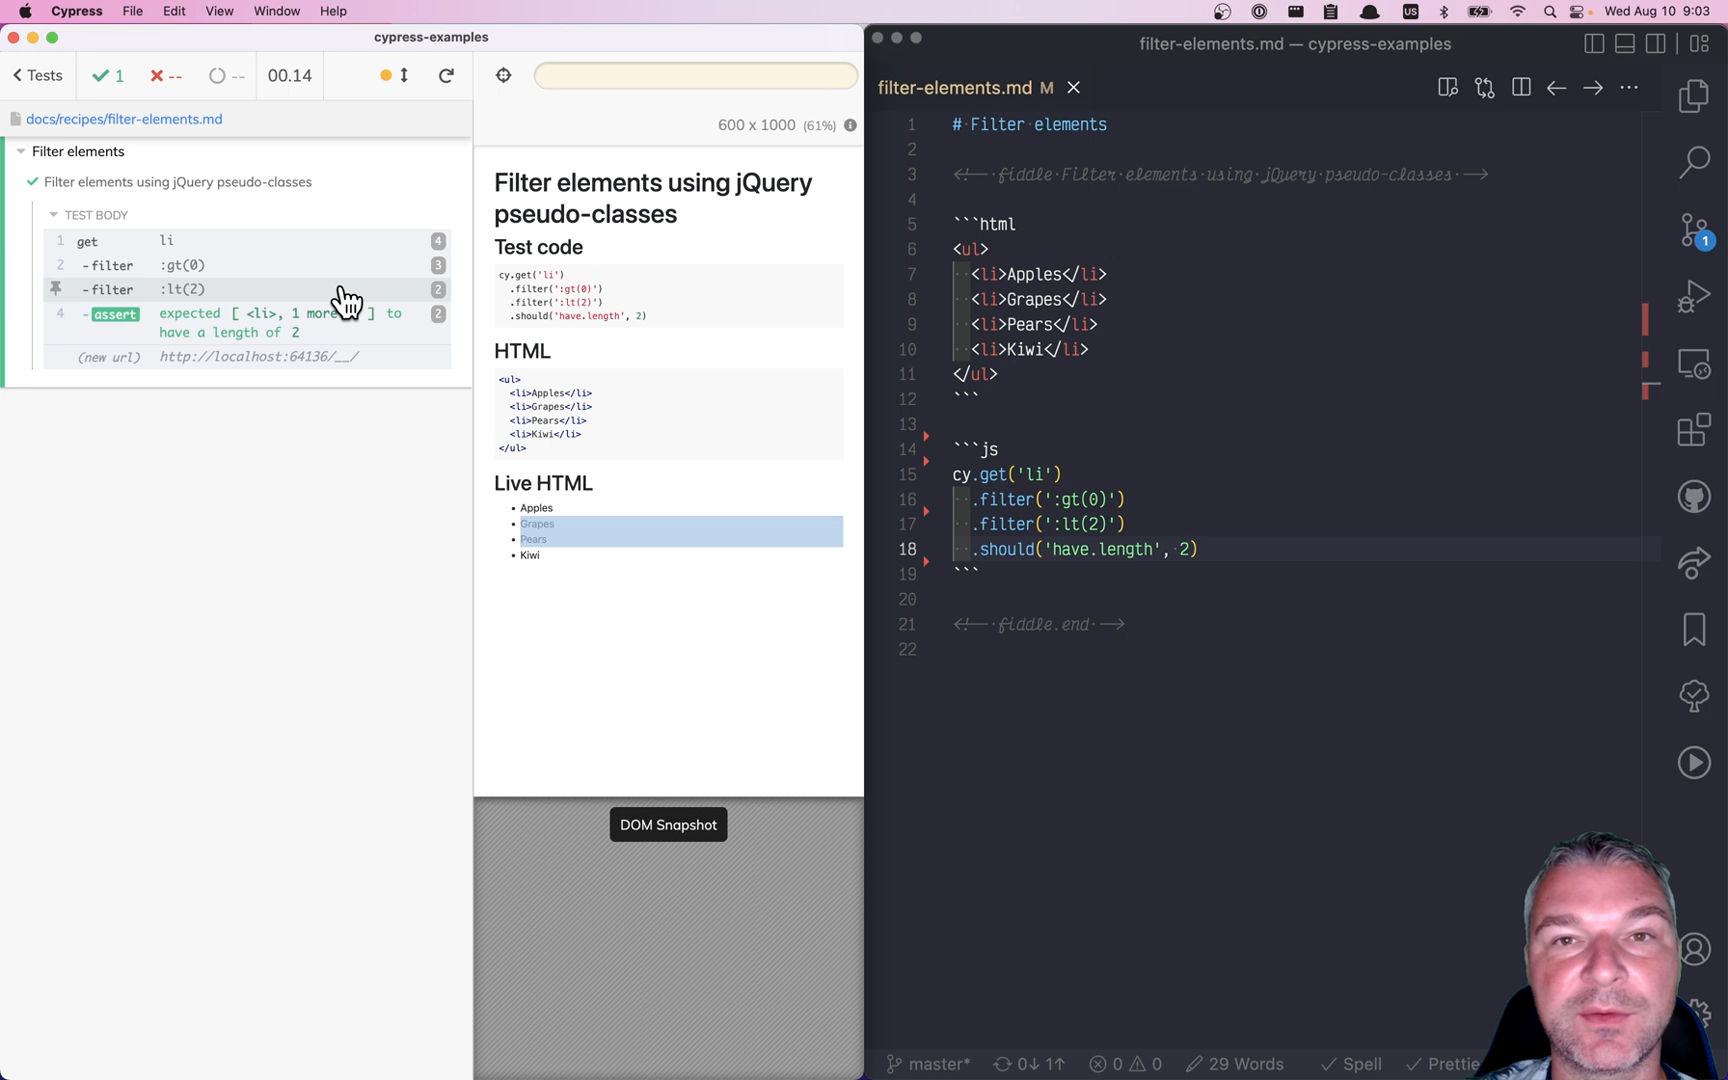 Cypress File Edit View Window Help
US Wed Aug 10 9:03
cypress-examples
Tests 1 -- -- 00.14
600 x 1000 (61%)
docs/recipes/filter-elements.md
Filter elements
Filter elements using jQuery pseudo-classes
TEST BODY
1 get li 4
2 -filter :gt(0) 3
-filter :lt(2) 2
4 -assert expected [ <li>, 1 more ] to 2
have a length of 2
(new url) http://localhost:64136/__/
Filter elements using jQuery
pseudo-classes
Test code
cy.get('li')
.filter(':gt(0)')
.filter(':lt(2)')
.should('have.length', 2)
HTML
<ul>
<li>Apples</li>
<li>Grapes</li>
<li>Pears</li>
<li>Kiwi</li>
</ul>
Live HTML
• Apples
• Grapes
• Pears
• Kiwi
DOM Snapshot
filter-elements.md — cypress-examples
filter-elements.md M
1 # Filter elements
2
3 <!-- fiddle Filter elements using jQuery pseudo-classes -->
4
5 ```html
6 <ul>
7 <li>Apples</li>
8 <li>Grapes</li>
9 <li>Pears</li>
10 <li>Kiwi</li>
11 </ul>
12 ```
13
14 ```js
15 cy.get('li')
16 .filter(':gt(0)')
17 .filter(':lt(2)')
18 .should('have.length', 2)
19 ```
20
21 <!-- fiddle.end -->
22
1
master* 0↓ 1↑ 0 0 29 Words Spell